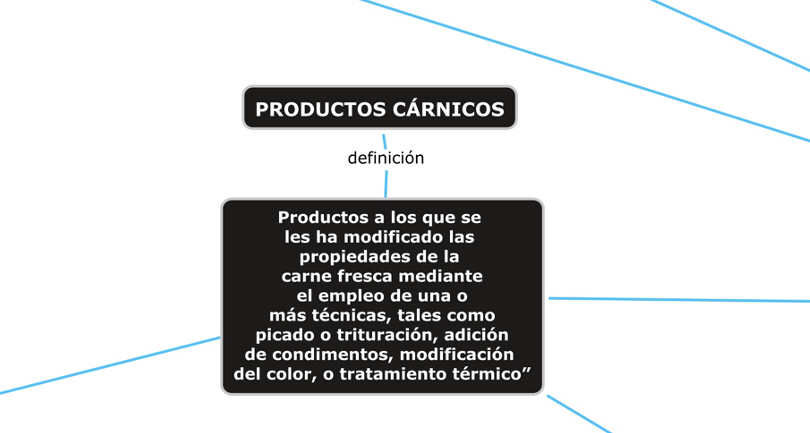 PRODUCTOS CÁRNICOS
definición
Productos a los que se
les ha modificado las
propiedades de la
carne fresca mediante
el empleo de una o
más técnicas, tales como
picado o trituración, adición
de condimentos, modificación
del color, o tratamiento térmico”